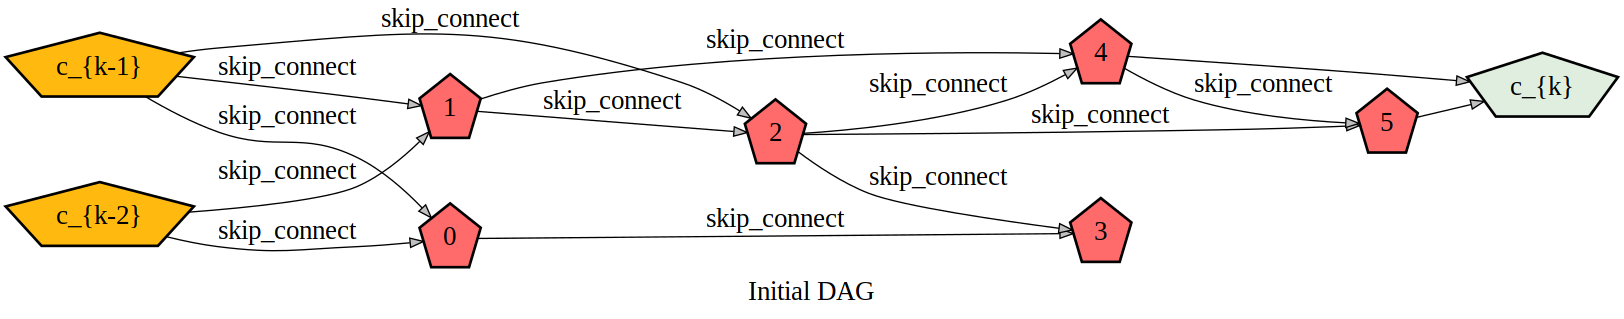 skip_connect
skip_connect
c_{k-1}
skip_connect
4
skip_connect
skip_connect
c_{k}
skip_connect
1
skip_connect
skip_connect
5
2
skip_connect
skip_connect
c_{k-2}
skip_connect
skip_connect
0
3
Initial DAG